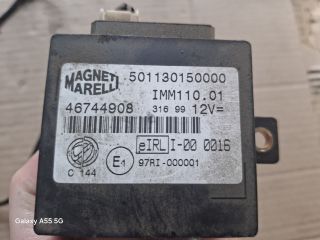 MAGNETI MARELLI 501130150000
IMM110.01
46744908 316 99 12V=
eIRL I-00 0016
E1 97RI-000001
C 144
Galaxy A55 5G